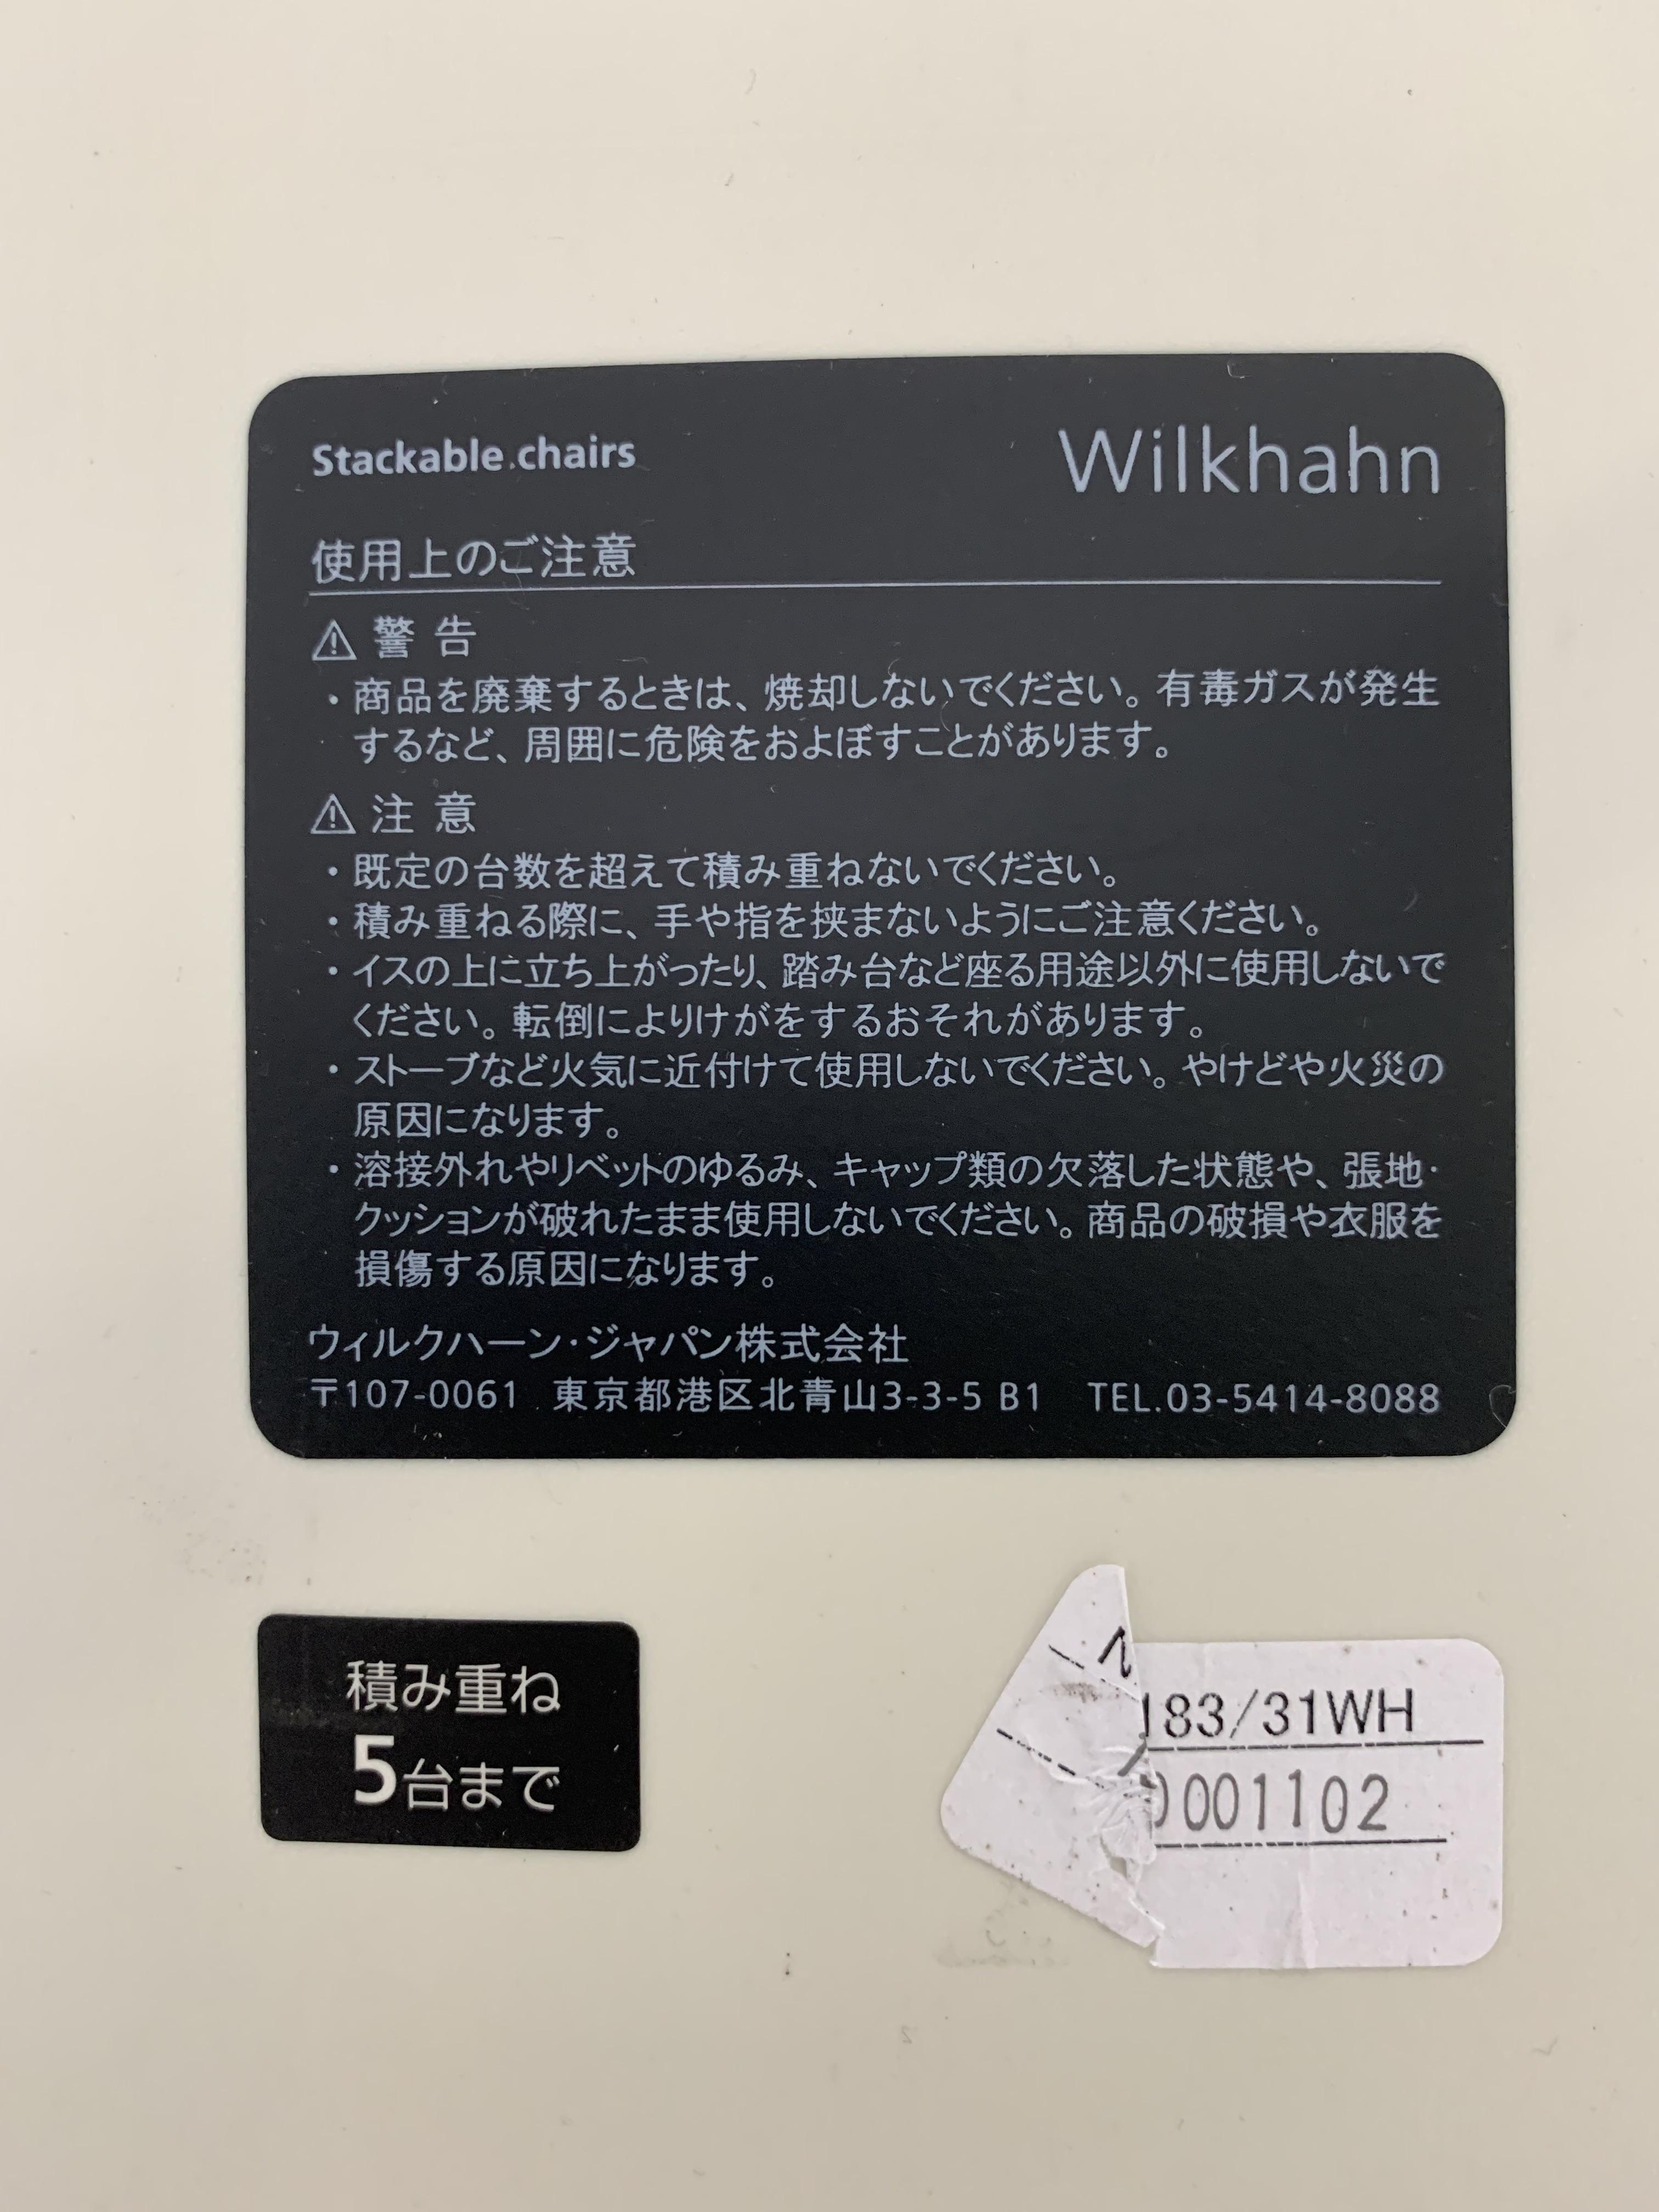 Stackable chairs
Wilkhahn
使用上のご注意
⚠ 警 告
・商品を廃棄するときは、焼却しないでください。有毒ガスが発生
するなど、周囲に危険をおよぼすことがあります。
⚠ 注 意
・既定の台数を超えて積み重ねないでください。
・積み重ねる際に、手や指を挟まないようにご注意ください。
・イスの上に立ち上がったり、踏み台など座る用途以外に使用しないで
ください。転倒によりけがをするおそれがあります。
・ストーブなど火気に近付けて使用しないでください。やけどや火災の
原因になります。
・溶接外れやリベットのゆるみ、キャップ類の欠落した状態や、張地・
クッションが破れたまま使用しないでください。商品の破損や衣服を
損傷する原因になります。
ウィルクハーン・ジャパン株式会社
〒107-0061 東京都港区北青山3-3-5 B1 TEL.03-5414-8088
積み重ね
5台まで
183/31WH
001102